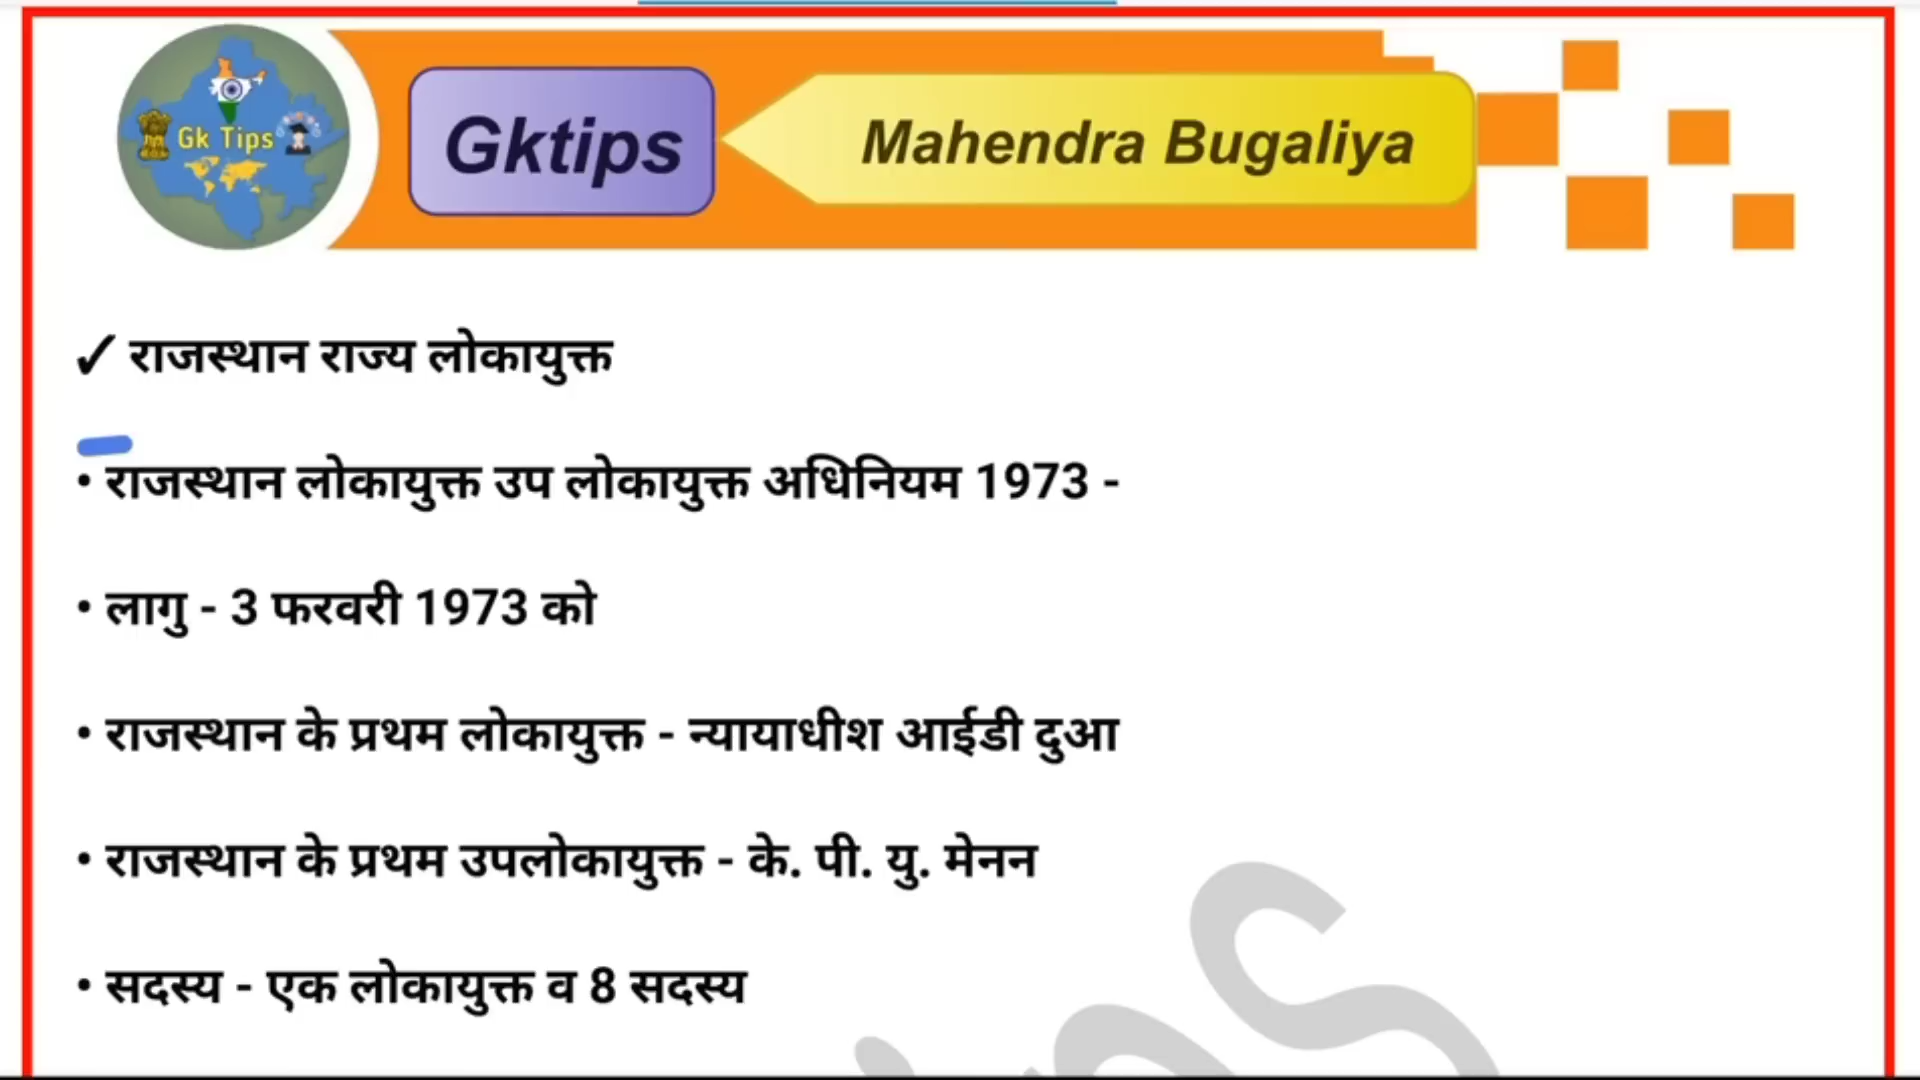 Gk Tips
Gktips
Mahendra Bugaliya
✓ राजस्थान राज्य लोकायुक्त
• राजस्थान लोकायुक्त उप लोकायुक्त अधिनियम 1973 -
• लागु - 3 फरवरी 1973 को
• राजस्थान के प्रथम लोकायुक्त - न्यायाधीश आईडी दुआ
• राजस्थान के प्रथम उपलोकायुक्त - के. पी. यु. मेनन
• सदस्य - एक लोकायुक्त व 8 सदस्य